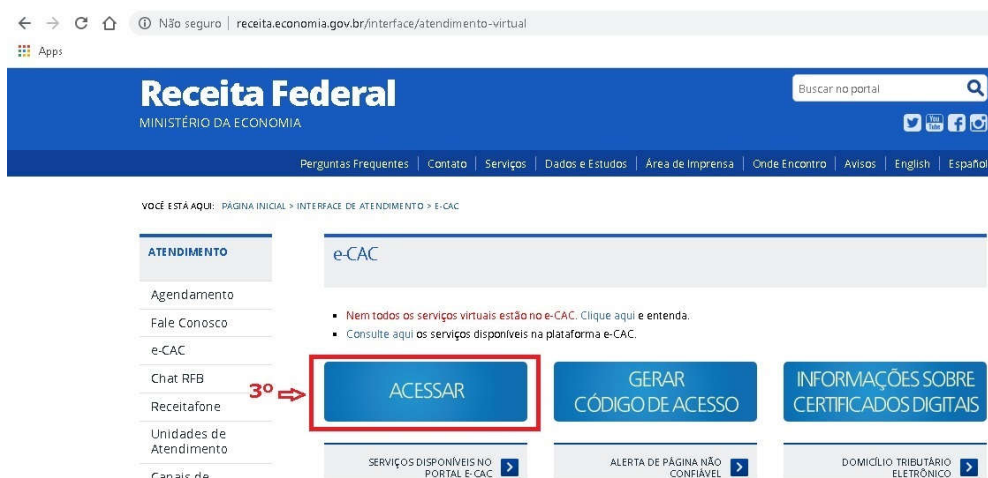 Não seguro | receita.economia.gov.br/interface/atendimento-virtual
Apps
Receita Federal
MINISTÉRIO DA ECONOMIA
Buscar no portal
You Tube
Perguntas Frequentes | Contato | Serviços | Dados e Estudos | Área de Imprensa | Onde Encontro | Avisos | English | Español
VOCÊ ESTÁ AQUI: PÁGINA INICIAL > INTERFACE DE ATENDIMENTO > E-CAC
ATENDIMENTO
Agendamento
Fale Conosco
e-CAC
Chat RFB
Receitafone
Unidades de
Atendimento
Canais de
e-CAC
Nem todos os serviços virtuais estão no e-CAC. Clique aqui e entenda.
Consulte aqui os serviços disponíveis na plataforma e-CAC.
3º
ACESSAR
GERAR
CÓDIGO DE ACESSO
INFORMAÇÕES SOBRE
CERTIFICADOS DIGITAIS
SERVIÇOS DISPONÍVEIS NO
PORTAL E-CAC
ALERTA DE PÁGINA NÃO
CONFIÁVEL
DOMICÍLIO TRIBUTÁRIO
ELETRÔNICO